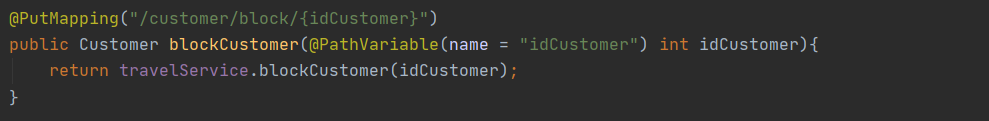 @PutMapping("/customer/block/{idCustomer}")
public Customer blockCustomer(@PathVariable(name = "idCustomer") int idCustomer){
    return travelService.blockCustomer(idCustomer);
}